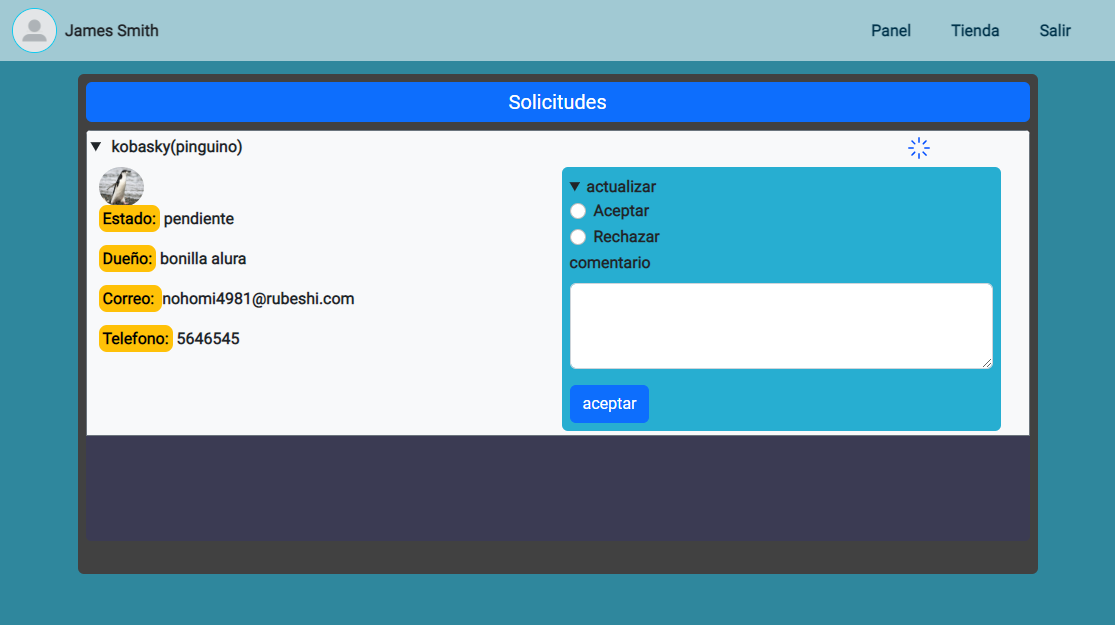 James Smith
Panel
Tienda
Salir
Solicitudes
kobasky(pinguino)
Estado: pendiente
Dueño: bonilla alura
Correo: nohomi4981@rubeshi.com
Telefono: 5646545
actualizar
Aceptar
Rechazar
comentario
aceptar